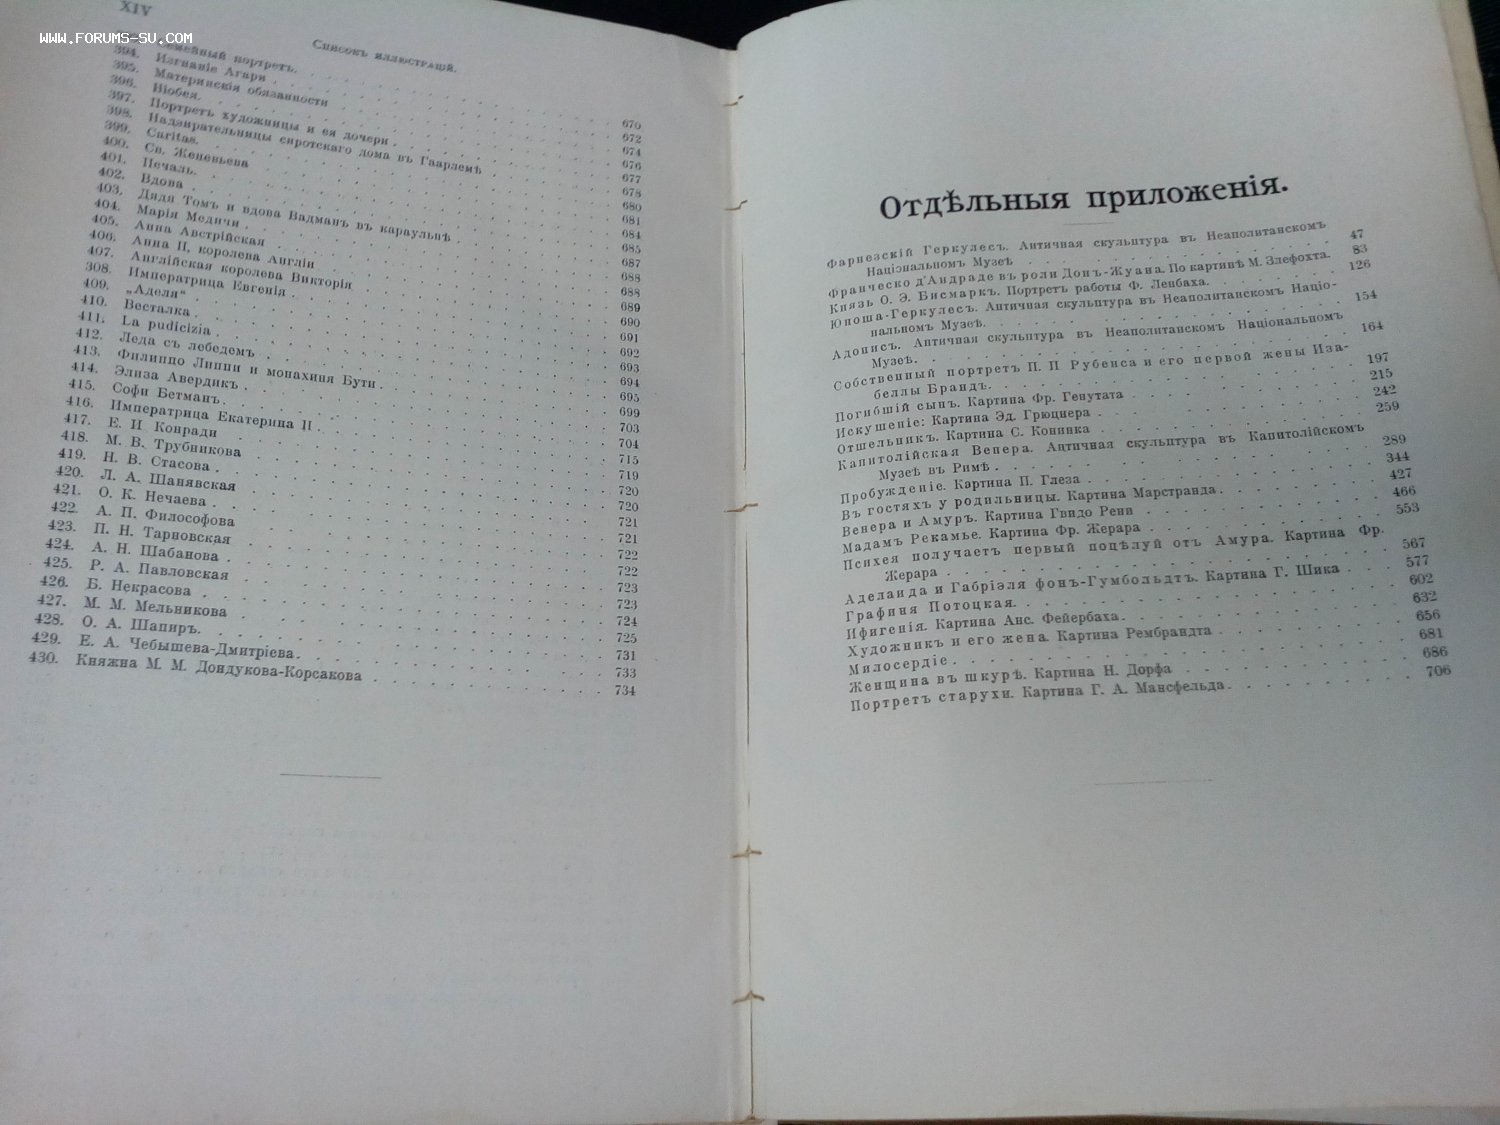 WWW.FORUMS-SU.COM
XIV
Списокъ иллюстрацій.
Семейный портретъ. 670
394. Изгнаніе Агари 672
395. Материнскія обязанности 674
396. Ніобея. 676
397. Портретъ художницы и ея дочери 677
398. Надзирательницы сиротскаго дома въ Гаарлемѣ 678
399. Caritas. 680
400. Св. Женевьева 681
401. Печаль. 684
402. Вдова 685
403. Дядя Томъ и вдова Вадманъ въ караульнѣ 687
404. Марія Медичи 688
405. Анна Австрійская 688
406. Анна II, королева Англіи 689
407. Англійская королева Викторія 690
308. Императрица Евгенія 691
409. „Аделя“ 692
410. Весталка 693
411. La pudicizia 694
412. Леда съ лебедемъ 695
413. Филиппо Липпи и монахиня Бути 699
414. Элиза Авердикъ 703
415. Софи Бетманъ. 704
416. Императрица Екатерина II 715
417. Е. И. Конради 719
418. М. В. Трубникова 720
419. Н. В. Стасова 720
420. Л. А. Шанявская 721
421. О. К. Нечаева 721
422. А. П. Философова 722
423. П. Н. Тарновская 722
424. А. Н. Шабанова 723
425. Р. А. Павловская 723
426. Б. Некрасова 724
427. М. М. Мельникова 725
428. О. А. Шапиръ. 731
429. Е. А. Чебышева-Дмитріева. 733
430. Княжна М. М. Дондукова-Корсакова 734
Отдѣльныя приложенія.
Фарнезскій Геркулесъ. Античная скульптура въ Неаполитанскомъ
Національномъ Музеѣ 47
Франческо д'Андраде въ роли Донъ-Жуана. По картинѣ М. Злефохта. 83
Князь О. Э. Бисмаркъ. Портретъ работы Ф. Ленбаха. 126
Юноша-Геркулесъ. Античная скульптура въ Неаполитанскомъ Націо-
нальномъ Музеѣ. 154
Адонисъ. Античная скульптура въ Неаполитанскомъ Національномъ
Музеѣ. 164
Собственный портретъ П. П. Рубенса и его первой жены Иза-
беллы Брандъ. 197
Погибшій сынъ. Картина Фр. Генутата 215
Искушеніе: Картина Эд. Грюцнера 242
Отшельникъ. Картина С. Конинка 259
Капитолійская Венера. Античная скульптура въ Капитолійскомъ
Музеѣ въ Римѣ 289
Пробужденіе. Картина П. Глеза 344
Въ гостяхъ у родильницы. Картина Марстранда. 427
Венера и Амуръ. Картина Гвидо Рени 466
Мадамъ Рекамье. Картина Фр. Жерара 553
Психея получаетъ первый поцѣлуй отъ Амура. Картина Фр.
Жерара 567
Аделаида и Габріэля фонъ-Гумбольдтъ. Картина Г. Шика 577
Графиня Потоцкая. 602
Ифигенія. Картина Анс. Фейербаха. 632
Художникъ и его жена. Картина Рембрандта 656
Милосердіе 681
Женщина въ шкурѣ. Картина Н. Дорфа 686
Портретъ старухи. Картина Г. А. Мансфельда. 706